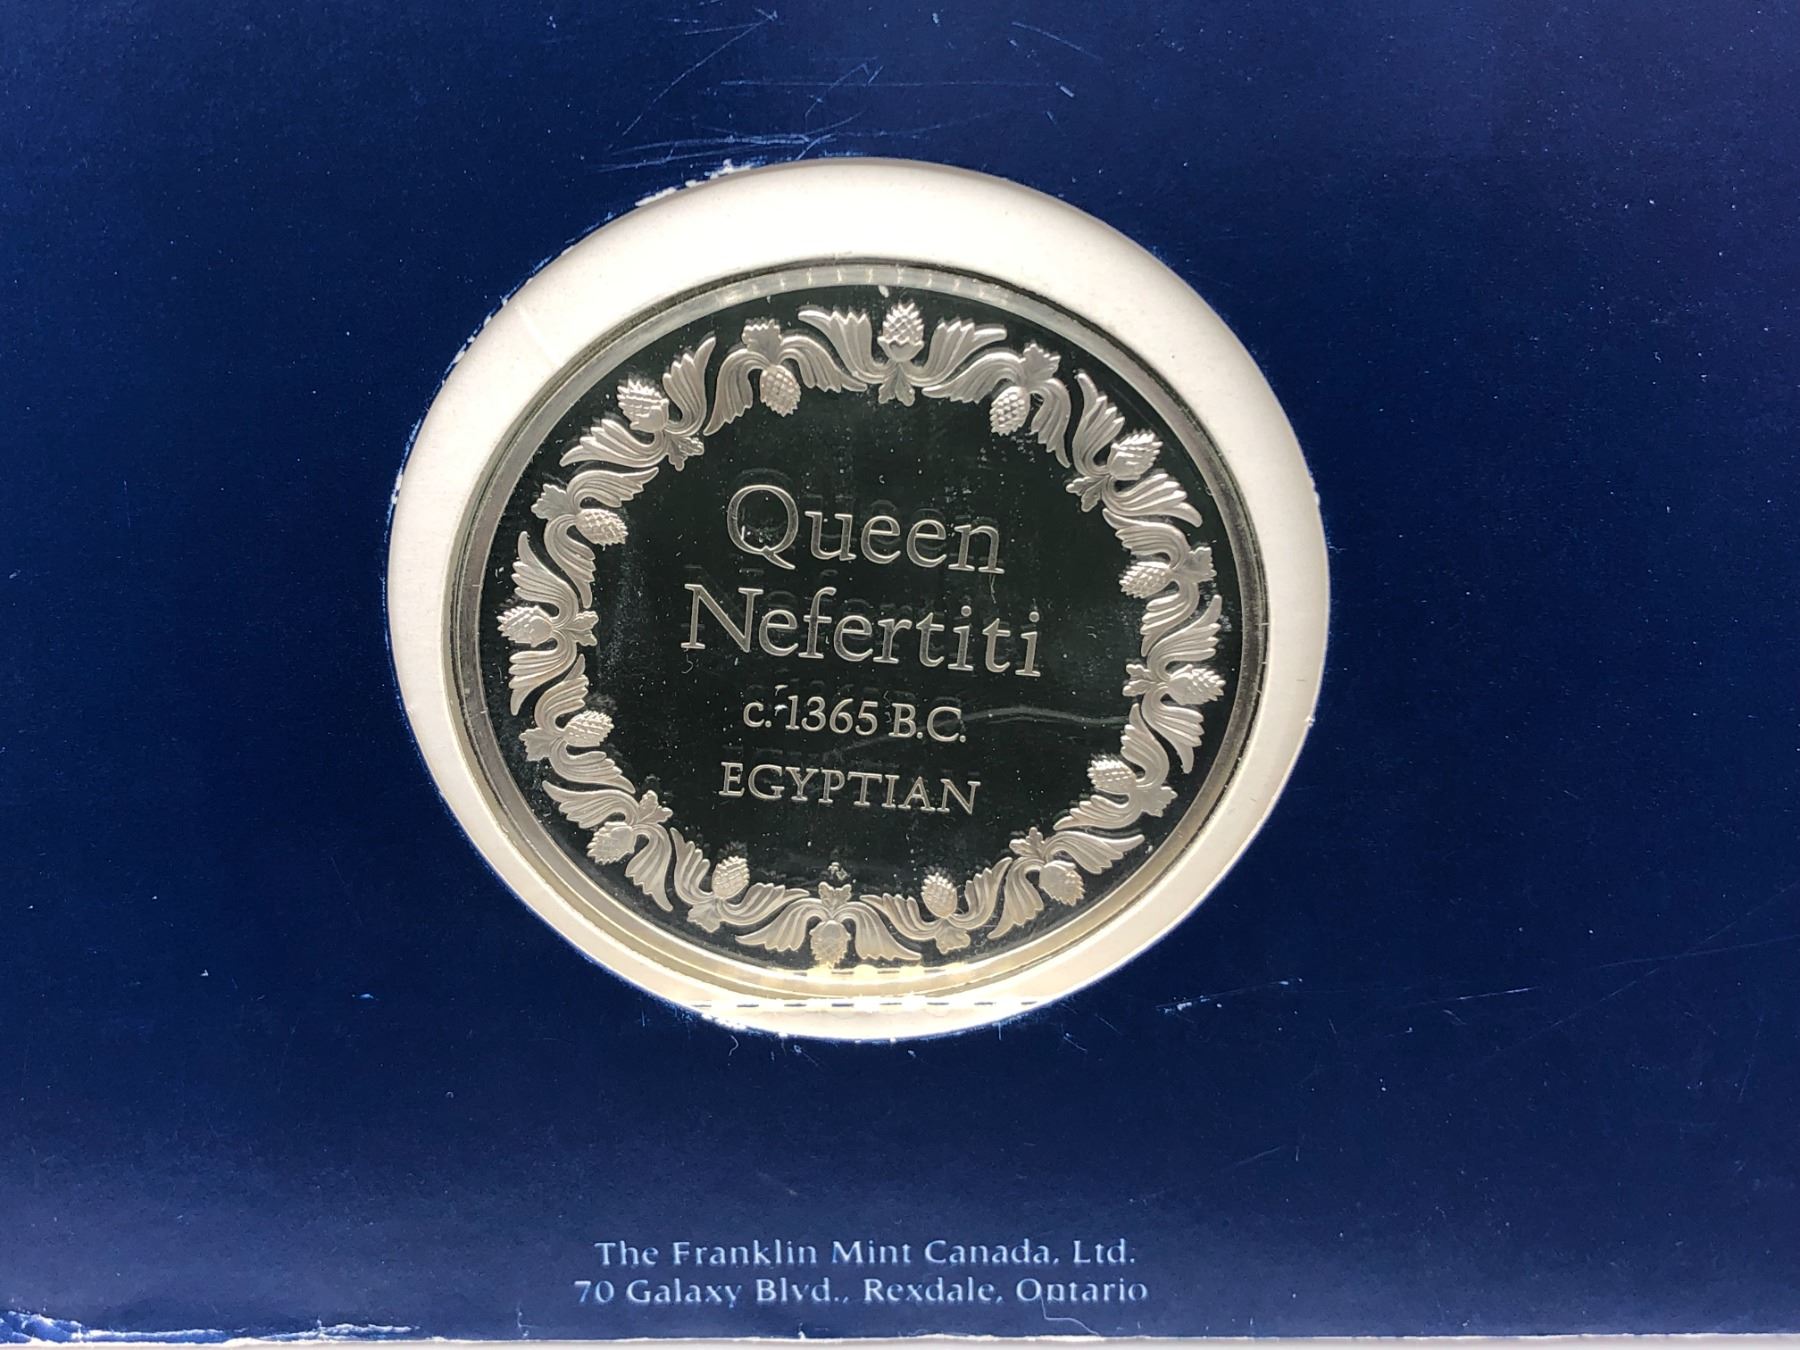 Queen
Nefertiti
c. 1365 B.C.
EGYPTIAN
The Franklin Mint Canada, Ltd.
70 Galaxy Blvd., Rexdale, Ontario